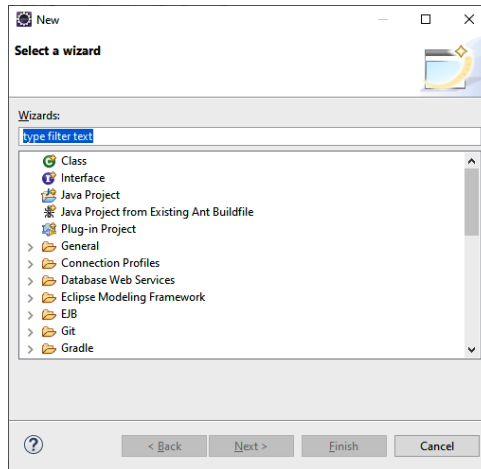 New
Select a wizard
Wizards:
type filter text
Class
Interface
Java Project
Java Project from Existing Ant Buildfile
Plug-in Project
General
Connection Profiles
Database Web Services
Eclipse Modeling Framework
EJB
Git
Gradle
? < Back Next > Finish Cancel